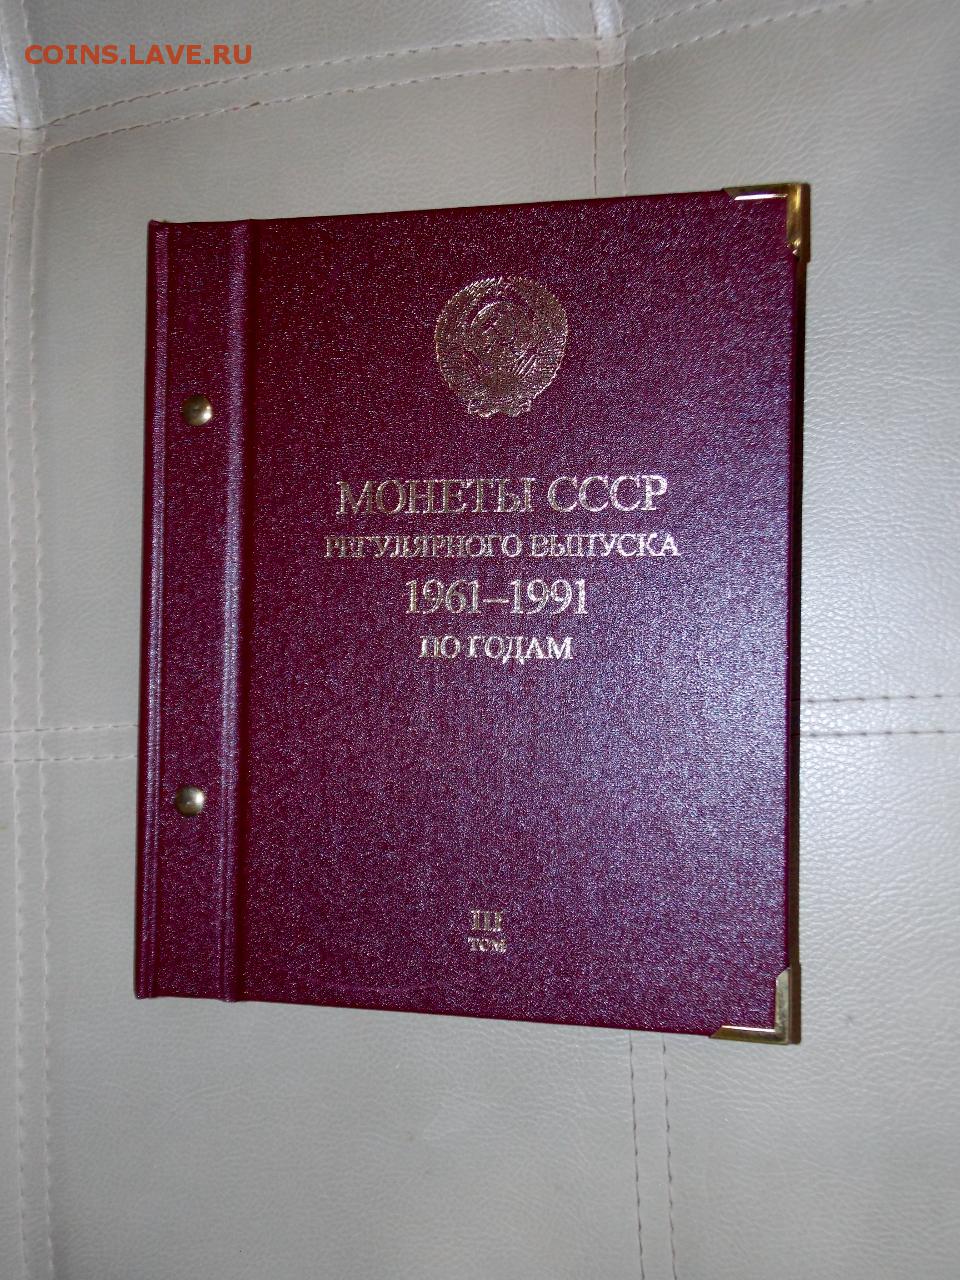 COINS.LAVE.RU
МОНЕТЫ СССР
РЕГУЛЯРНОГО ВЫПУСКА
1961–1991
ПО ГОДАМ
III
ТОМ